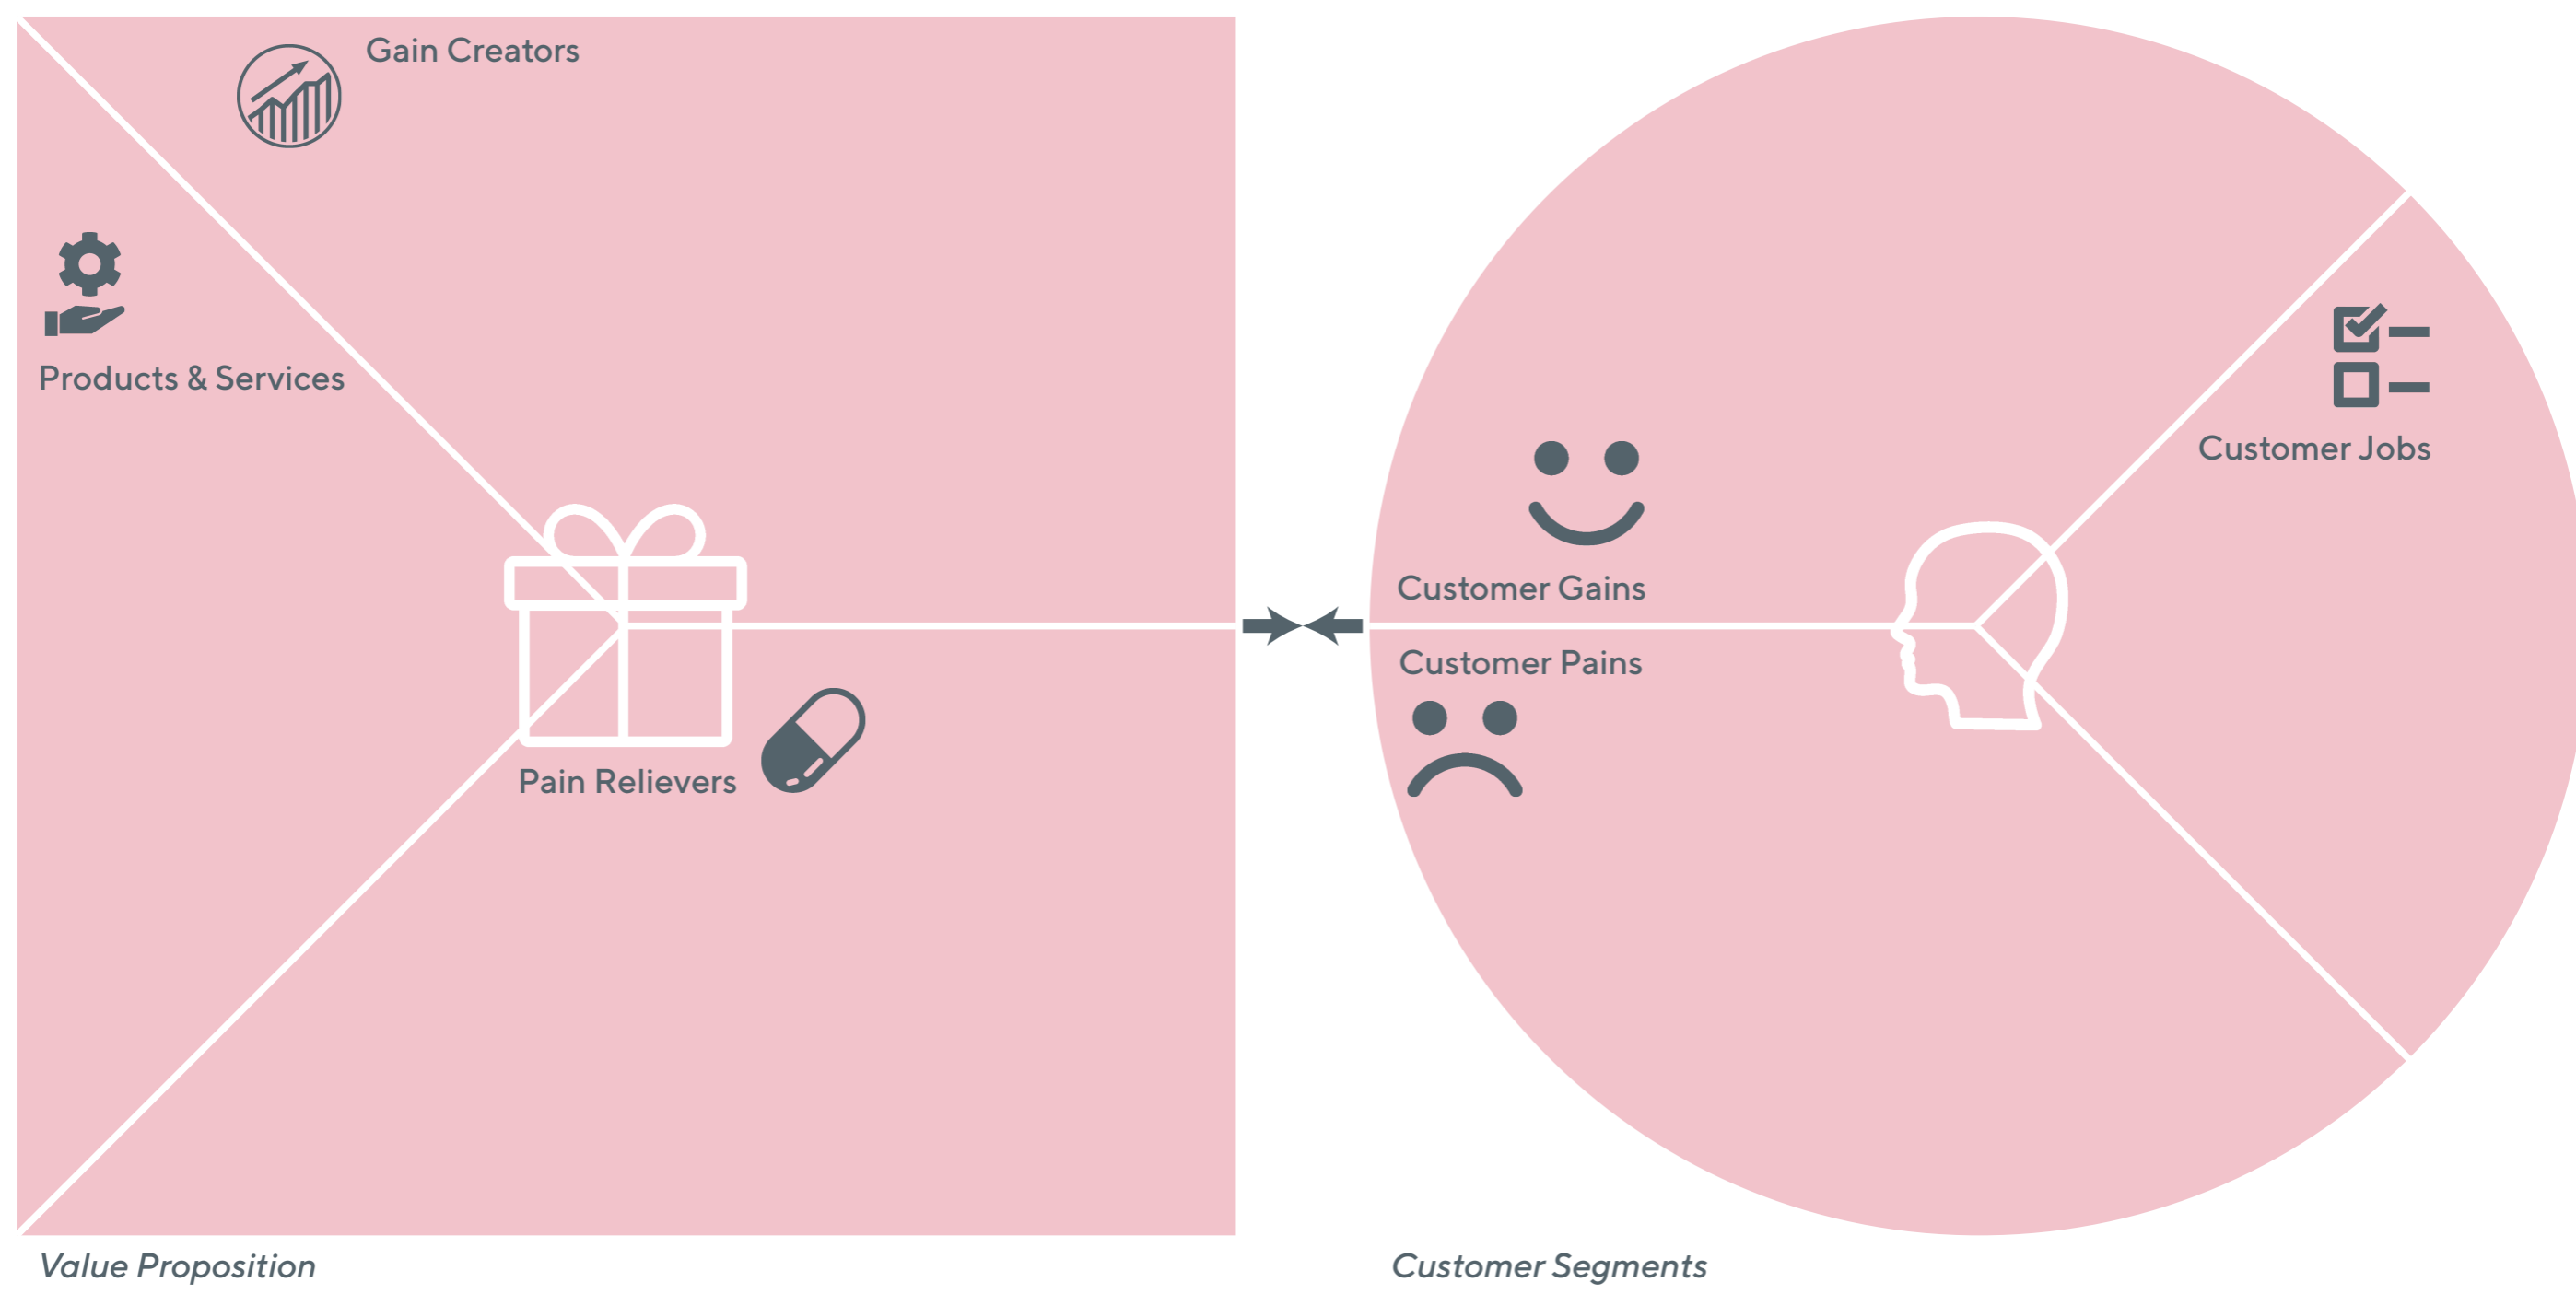 Gain Creators
Products & Services
Pain Relievers
Customer Gains
Customer Pains
Customer Jobs
Value Proposition
Customer Segments